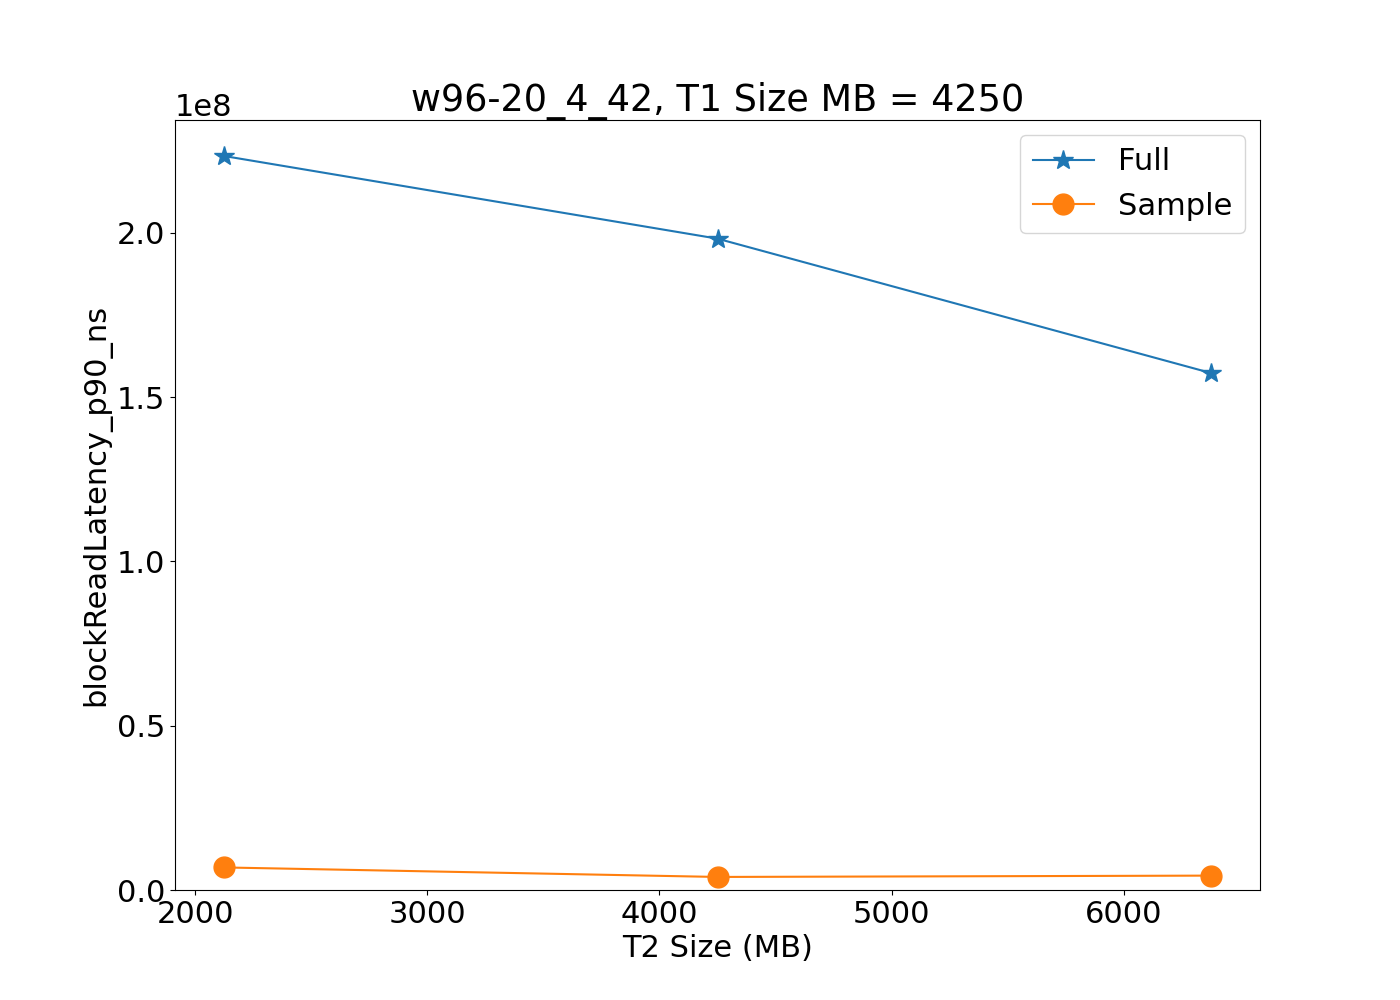 w96-20_4_42, T1 Size MB = 4250
1e8
Full
Sample
2.0
1.5
1.0
0.5
0.0
blockReadLatency_p90_ns
2000 3000 4000 5000 6000
T2 Size (MB)